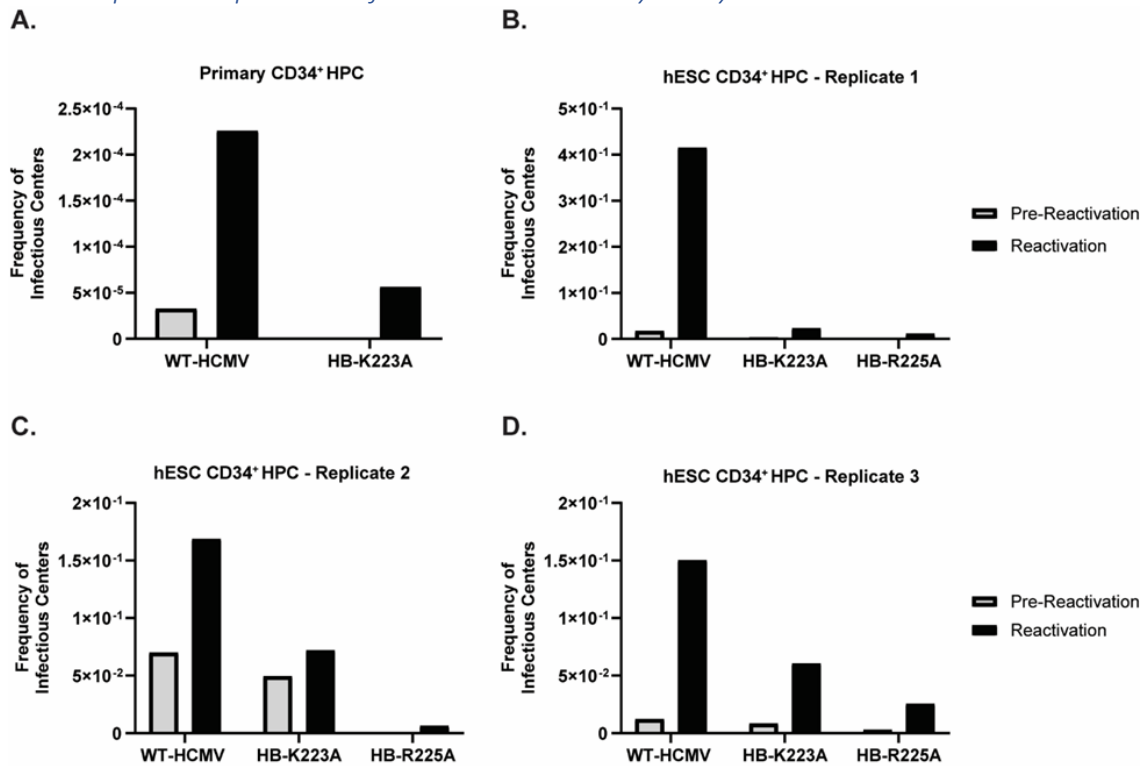 A.
Primary CD34⁺ HPC
Frequency of
Infectious Centers
2.5×10⁻⁴
2×10⁻⁴
1.5×10⁻⁴
1×10⁻⁴
5×10⁻⁵
0
WT-HCMV HB-K223A
B.
hESC CD34⁺ HPC - Replicate 1
Frequency of
Infectious Centers
5×10⁻¹
4×10⁻¹
3×10⁻¹
2×10⁻¹
1×10⁻¹
0
WT-HCMV HB-K223A HB-R225A
Pre-Reactivation
Reactivation
C.
hESC CD34⁺ HPC - Replicate 2
Frequency of
Infectious Centers
2×10⁻¹
1.5×10⁻¹
1×10⁻¹
5×10⁻²
0
WT-HCMV HB-K223A HB-R225A
D.
hESC CD34⁺ HPC - Replicate 3
Frequency of
Infectious Centers
2×10⁻¹
1.5×10⁻¹
1×10⁻¹
5×10⁻²
0
WT-HCMV HB-K223A HB-R225A
Pre-Reactivation
Reactivation